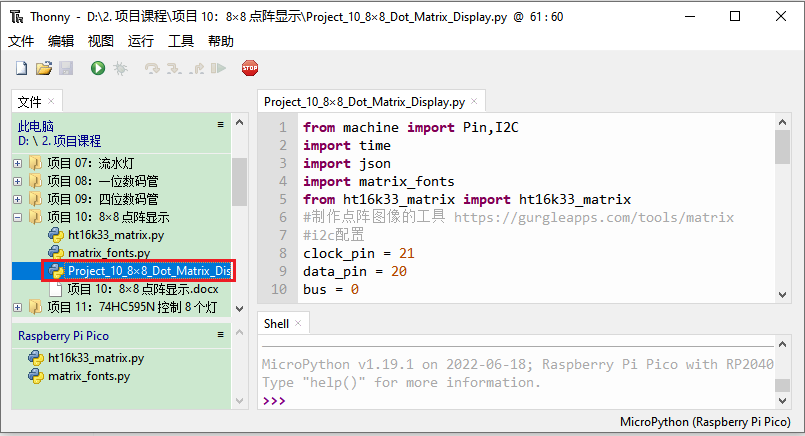 Thonny - D:\2.项目课程\项目 10：8×8 点阵显示\Project_10_8×8_Dot_Matrix_Display.py @ 61 : 60
文件 编辑 视图 运行 工具 帮助
STOP
文件 ×
此电脑
D: \ 2. 项目课程
项目 07：流水灯
项目 08：一位数码管
项目 09：四位数码管
项目 10：8×8 点阵显示
ht16k33_matrix.py
matrix_fonts.py
Project_10_8×8_Dot_Matrix_Dis
项目 10：8×8 点阵显示.docx
项目 11：74HC595N 控制 8 个灯
Raspberry Pi Pico
ht16k33_matrix.py
matrix_fonts.py
Project_10_8×8_Dot_Matrix_Display.py ×
1 from machine import Pin,I2C
2 import time
3 import json
4 import matrix_fonts
5 from ht16k33_matrix import ht16k33_matrix
6 #制作点阵图像的工具 https://gurgleapps.com/tools/matrix
7 #i2c配置
8 clock_pin = 21
9 data_pin = 20
10 bus = 0
Shell ×
MicroPython v1.19.1 on 2022-06-18; Raspberry Pi Pico with RP2040
Type "help()" for more information.
>>>
MicroPython (Raspberry Pi Pico)